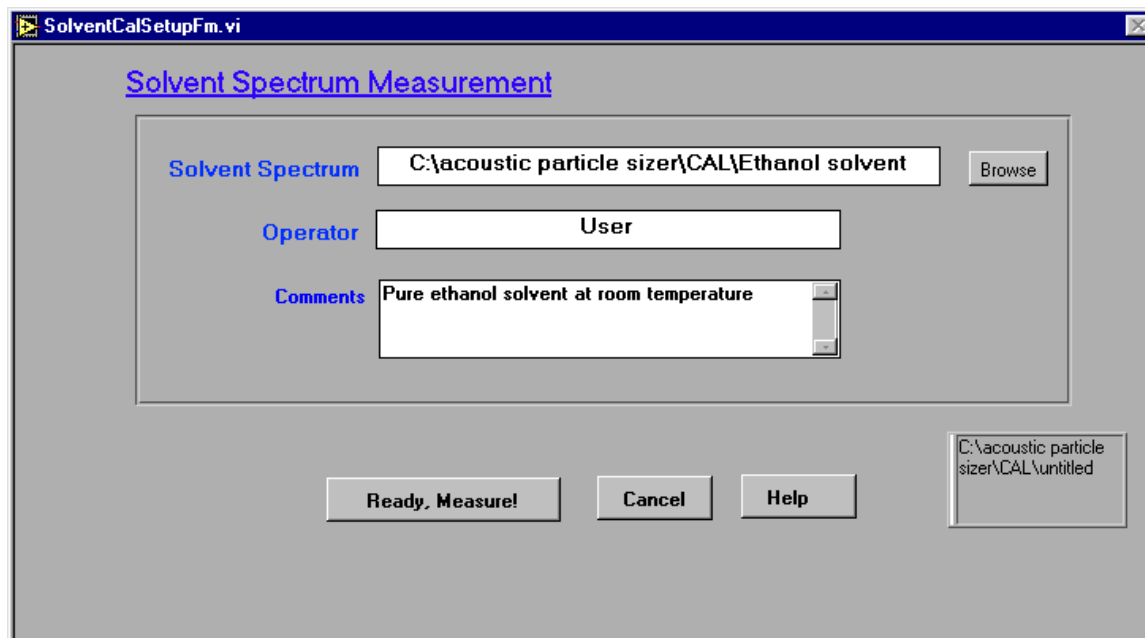 SolventCalSetupFm.vi
Solvent Spectrum Measurement
Solvent Spectrum C:\acoustic particle sizer\CAL\Ethanol solvent Browse
Operator User
Comments Pure ethanol solvent at room temperature
C:\acoustic particle
sizer\CAL\untitled
Ready, Measure! Cancel Help